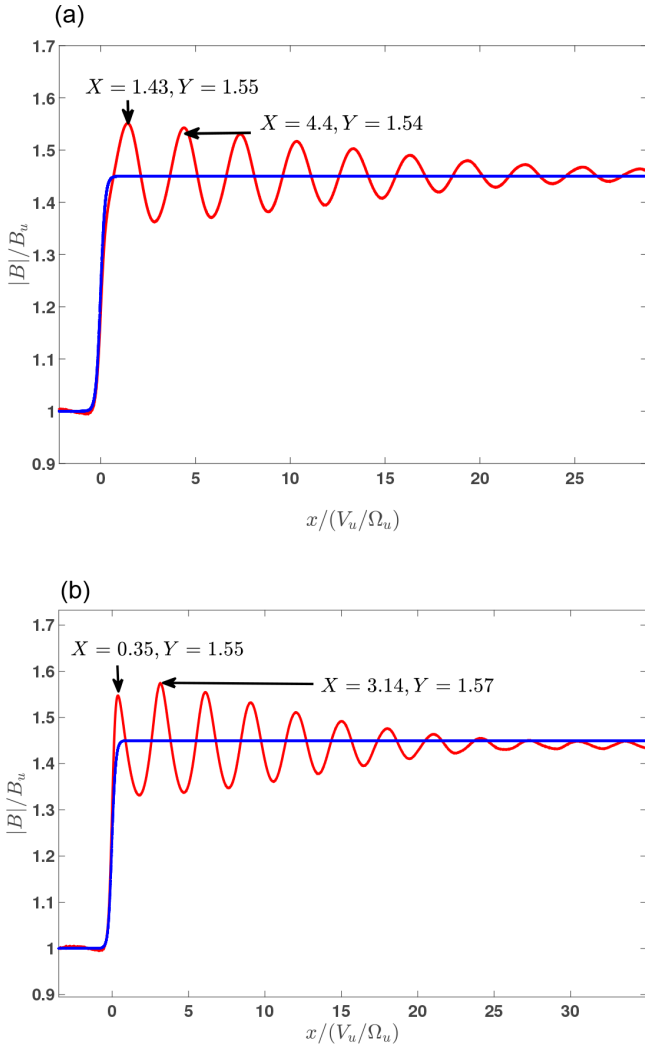 (a)
1.7
1.6
1.5
1.4
1.3
1.2
1.1
1
0.9
|B|/B_u
X = 1.43, Y = 1.55
X = 4.4, Y = 1.54
0 5 10 15 20 25
x/(V_u/Ω_u)
(b)
1.7
1.6
1.5
1.4
1.3
1.2
1.1
1
0.9
|B|/B_u
X = 0.35, Y = 1.55
X = 3.14, Y = 1.57
0 5 10 15 20 25 30
x/(V_u/Ω_u)